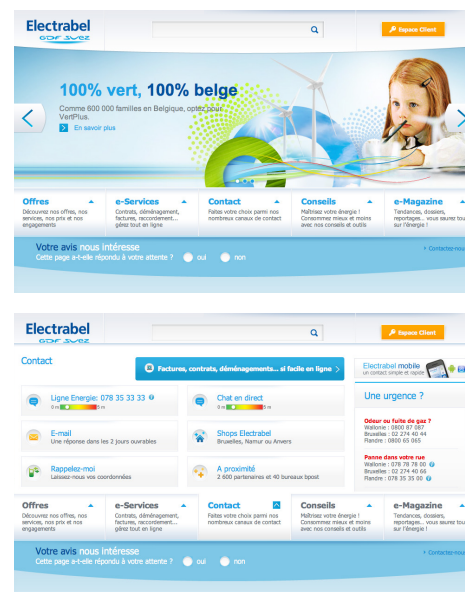 Electrabel
GDF SUEZ
Espace Client
100% vert, 100% belge
Comme 600 000 familles en Belgique, optez pour
VertPlus.
En savoir plus
Offres
Découvrez nos offres, nos
services, nos prix et nos
engagements
e-Services
Contrats, déménagement,
factures, raccordement...
gérez tout en ligne
Contact
Faites votre choix parmi nos
nombreux canaux de contact
Conseils
Maîtrisez votre énergie !
Consommez mieux et moins
avec nos conseils et outils
e-Magazine
Tendances, dossiers,
reportages... vous saurez tou
sur l'énergie !
Votre avis nous intéresse
Cette page a-t-elle répondu à votre attente ? oui non
Contactez-nou
Electrabel
GDF SUEZ
Espace Client
Contact
Factures, contrats, déménagements... si facile en ligne
Electrabel mobile
un contact simple et rapide
Ligne Energie: 078 35 33 33
0 m 5 m
Chat en direct
0 m 5 m
E-mail
Une réponse dans les 2 jours ouvrables
Shops Electrabel
Bruxelles, Namur ou Anvers
Rappelez-moi
Laissez-nous vos coordonnées
A proximité
2 600 partenaires et 40 bureaux bpost
Une urgence ?
Odeur ou fuite de gaz ?
Wallonie : 0800 87 087
Bruxelles : 02 274 40 44
Flandre : 0800 65 065
Panne dans votre rue
Wallonie : 078 78 78 00
Bruxelles : 02 274 40 66
Flandre : 078 35 35 00
Offres
Découvrez nos offres, nos
services, nos prix et nos
engagements
e-Services
Contrats, déménagement,
factures, raccordement...
gérez tout en ligne
Contact
Faites votre choix parmi nos
nombreux canaux de contact
Conseils
Maîtrisez votre énergie !
Consommez mieux et moins
avec nos conseils et outils
e-Magazine
Tendances, dossiers,
reportages... vous saurez tou
sur l'énergie !
Votre avis nous intéresse
Cette page a-t-elle répondu à votre attente ? oui non
Contactez-nou